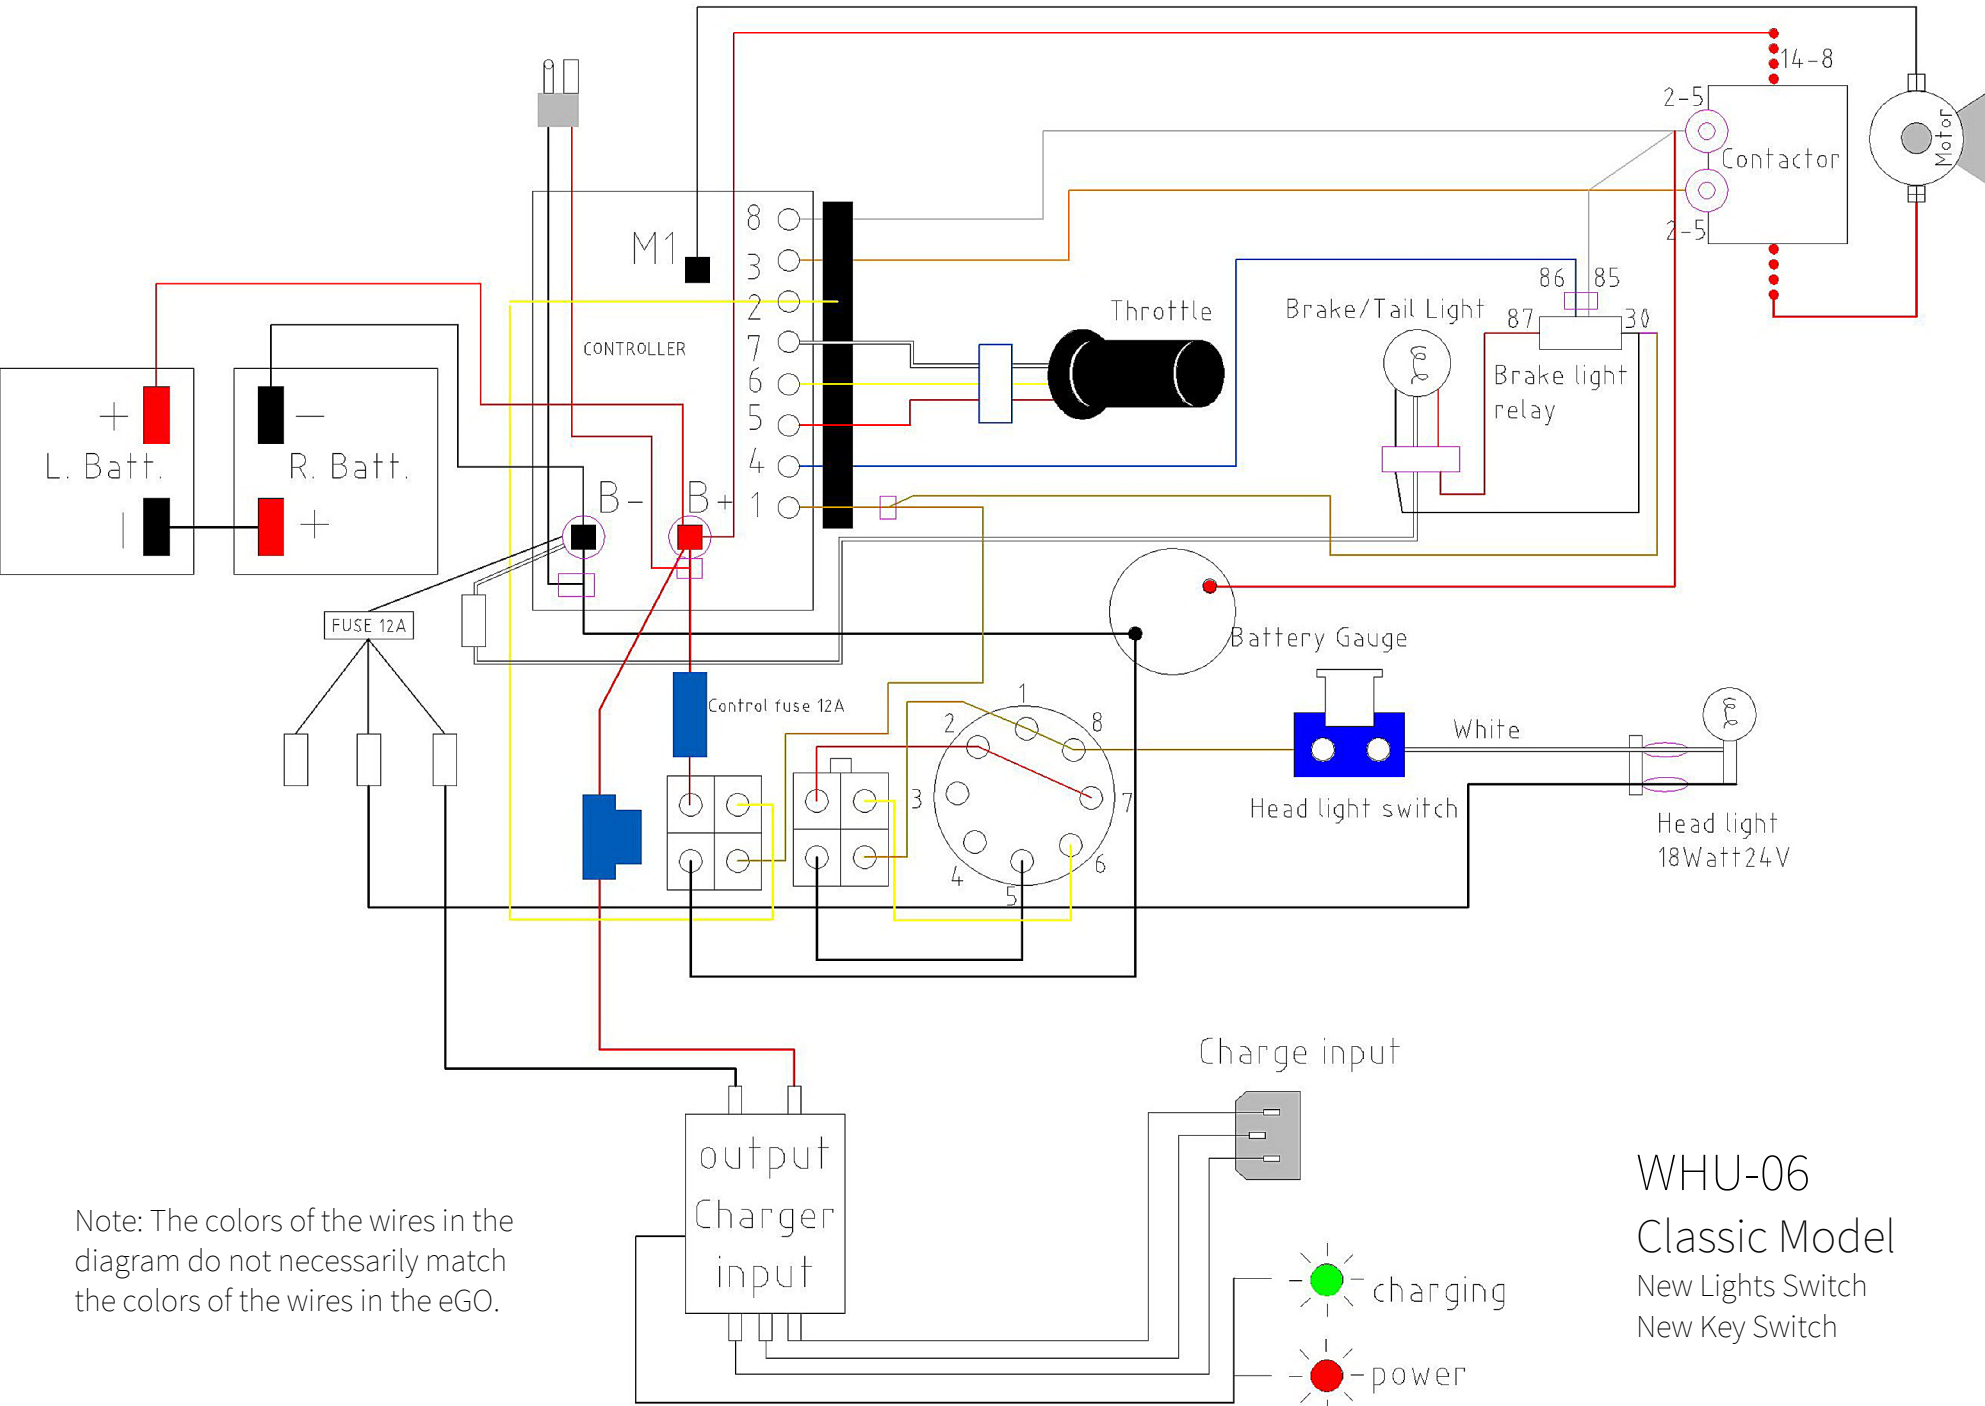 14-8
2-5
Contactor
Motor
2-5
8
M1
3
2
CONTROLLER
7
6
5
4
1
Throttle
Brake/Tail Light
86
85
87
30
Brake light
relay
+
−
L. Batt.
R. Batt.
|
+
B-
B+
FUSE 12A
Battery Gauge
Control fuse 12A
1
2
8
3
7
4
6
5
White
Head light switch
Head light
18Watt24V
Charge input
output
Charger
input
charging
power
Note: The colors of the wires in the
diagram do not necessarily match
the colors of the wires in the eGO.
WHU-06
Classic Model
New Lights Switch
New Key Switch